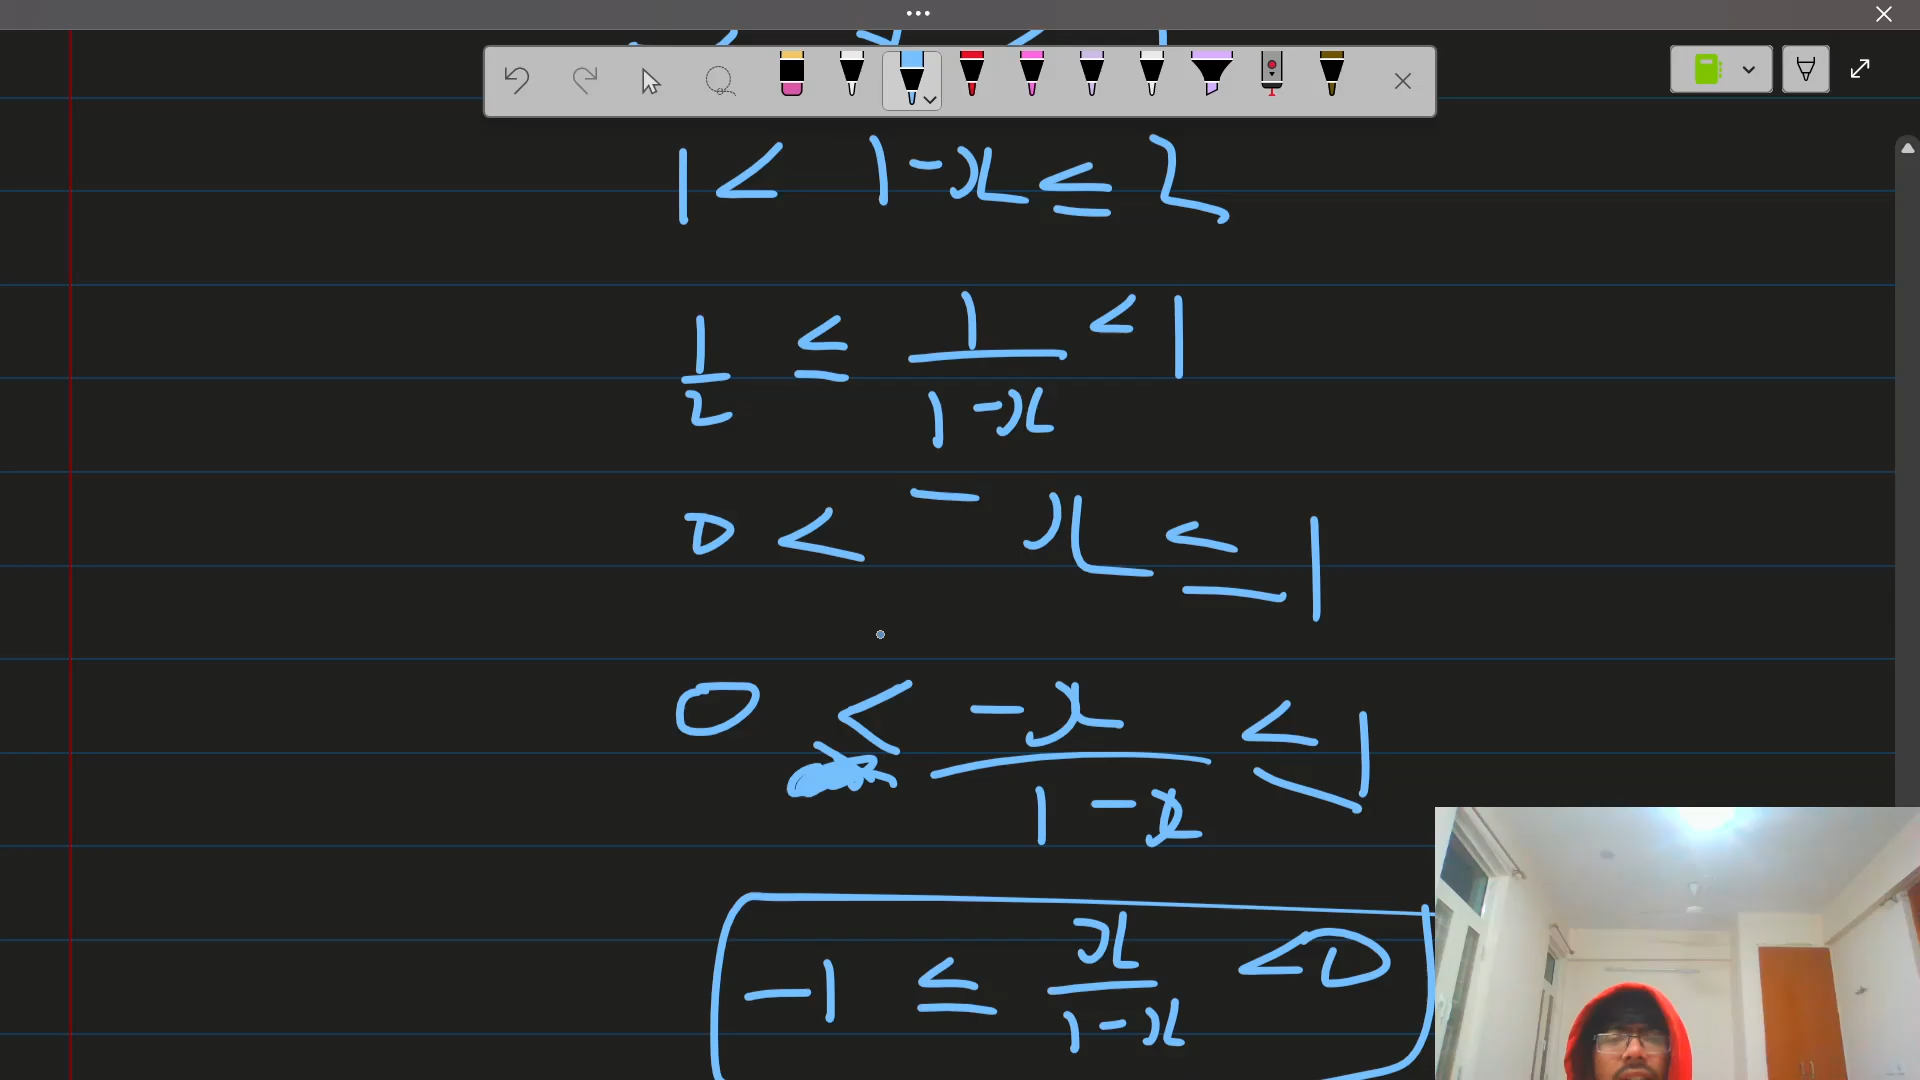 1 < 1-x ≤ 2
1/2 ≤ 1/(1-x) < 1
0 < -x ≤ 1
0 < -x/(1-x) ≤ 1
-1 ≤ x/(1-x) < 0